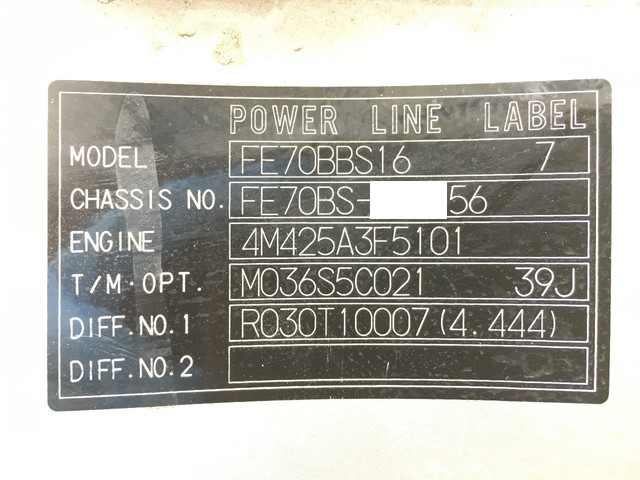 POWER LINE LABEL
MODEL FE70BBS16 7
CHASSIS NO. FE70BS- 56
ENGINE 4M425A3F5101
T/M·OPT. M036S5C021 39J
DIFF.NO.1 R030T10007(4.444)
DIFF.NO.2